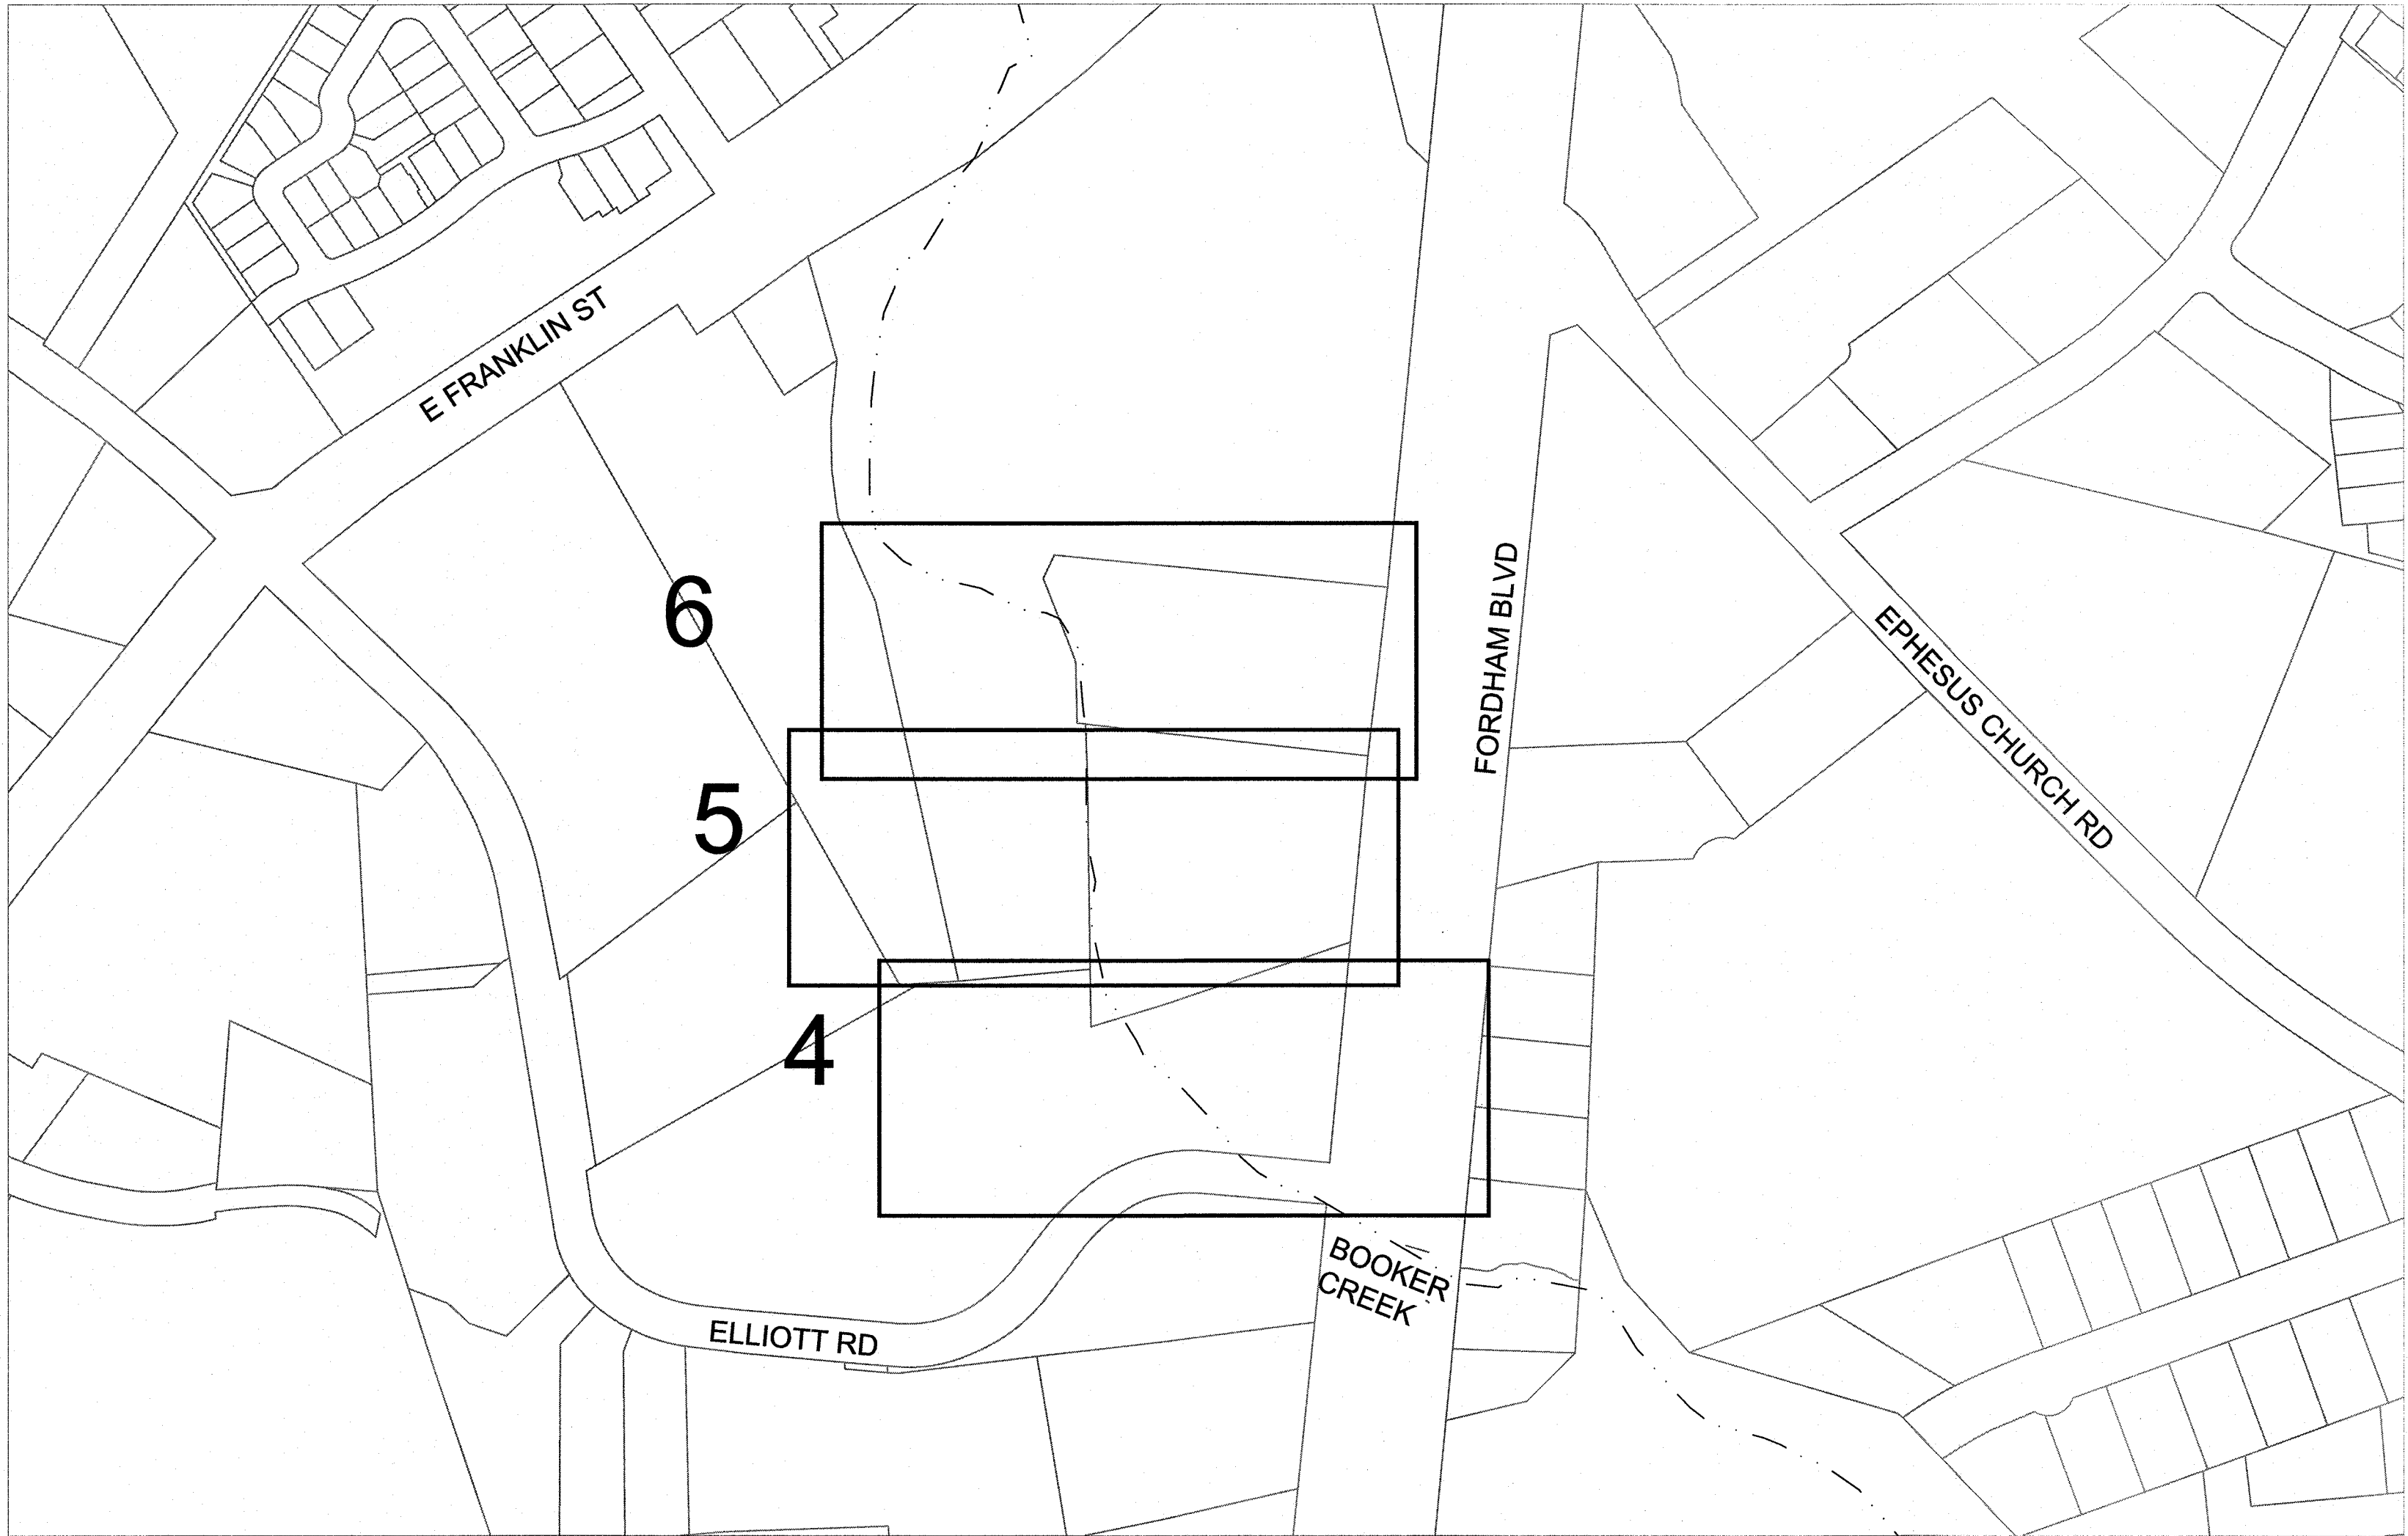 E FRANKLIN ST
6
FORDHAM BLVD
EPHESUS CHURCH RD
5
4
BOOKER
CREEK
ELLIOTT RD